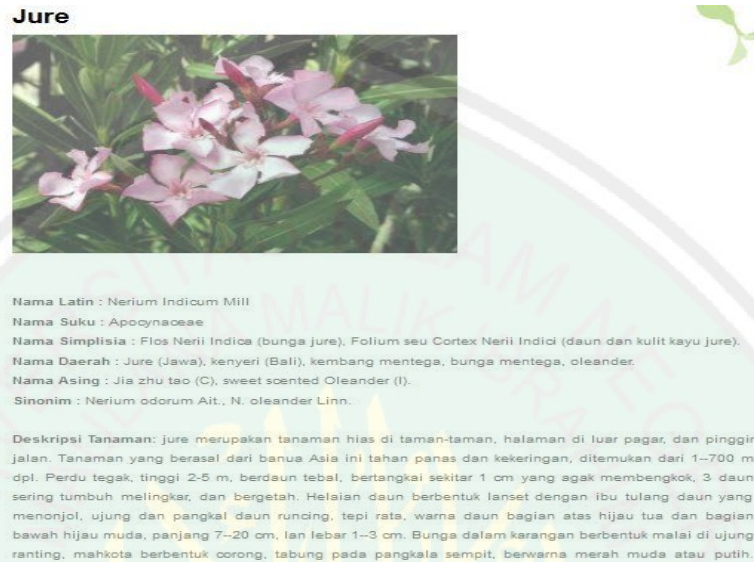 Jure
Nama Latin : Nerium Indicum Mill
Nama Suku : Apocynaceae
Nama Simplisia : Flos Nerii Indica (bunga jure), Folium seu Cortex Nerii Indici (daun dan kulit kayu jure).
Nama Daerah : Jure (Jawa), kenyeri (Bali), kembang mentega, bunga mentega, oleander.
Nama Asing : Jia zhu tao (C), sweet scented Oleander (I).
Sinonim : Nerium odorum Ait., N. oleander Linn.
Deskripsi Tanaman: jure merupakan tanaman hias di taman-taman, halaman di luar pagar, dan pinggir
jalan. Tanaman yang berasal dari banua Asia ini tahan panas dan kekeringan, ditemukan dari 1–700 m
dpl. Perdu tegak, tinggi 2-5 m, berdaun tebal, bertangkai sekitar 1 cm yang agak membengkok, 3 daun
sering tumbuh melingkar, dan bergetah. Helaian daun berbentuk lanset dengan ibu tulang daun yang
menonjol, ujung dan pangkal daun runcing, tepi rata, warna daun bagian atas hijau tua dan bagian
bawah hijau muda, panjang 7–20 cm, lan lebar 1–3 cm. Bunga dalam karangan berbentuk malai di ujung
ranting, mahkota berbentuk corong, tabung pada pangkala sempit, berwarna merah muda atau putih.